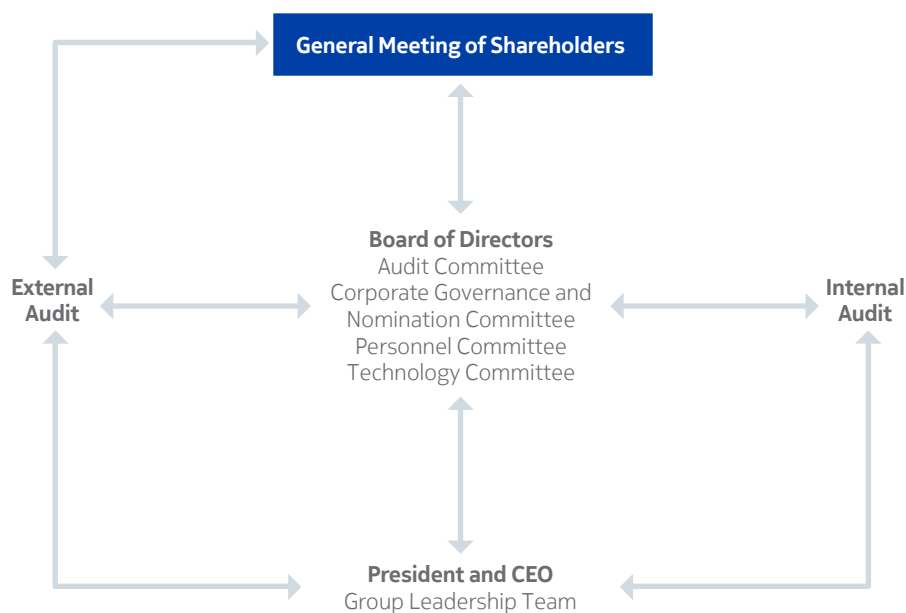 General Meeting of Shareholders
Board of Directors
Audit Committee
Corporate Governance and
Nomination Committee
Personnel Committee
Technology Committee
External
Audit
Internal
Audit
President and CEO
Group Leadership Team